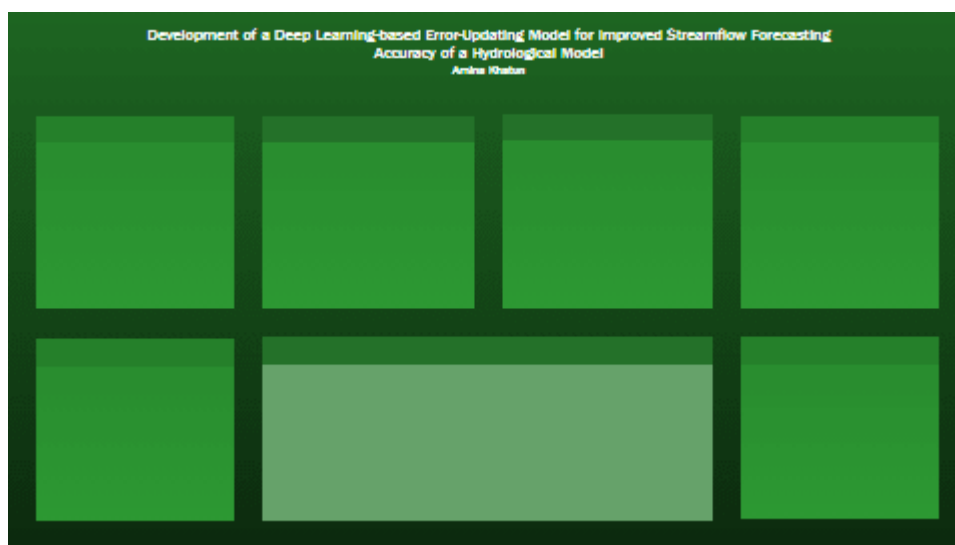 Development of a Deep Learning-based Error-Updating Model for Improved Streamflow Forecasting
Accuracy of a Hydrological Model
Amina Khatun